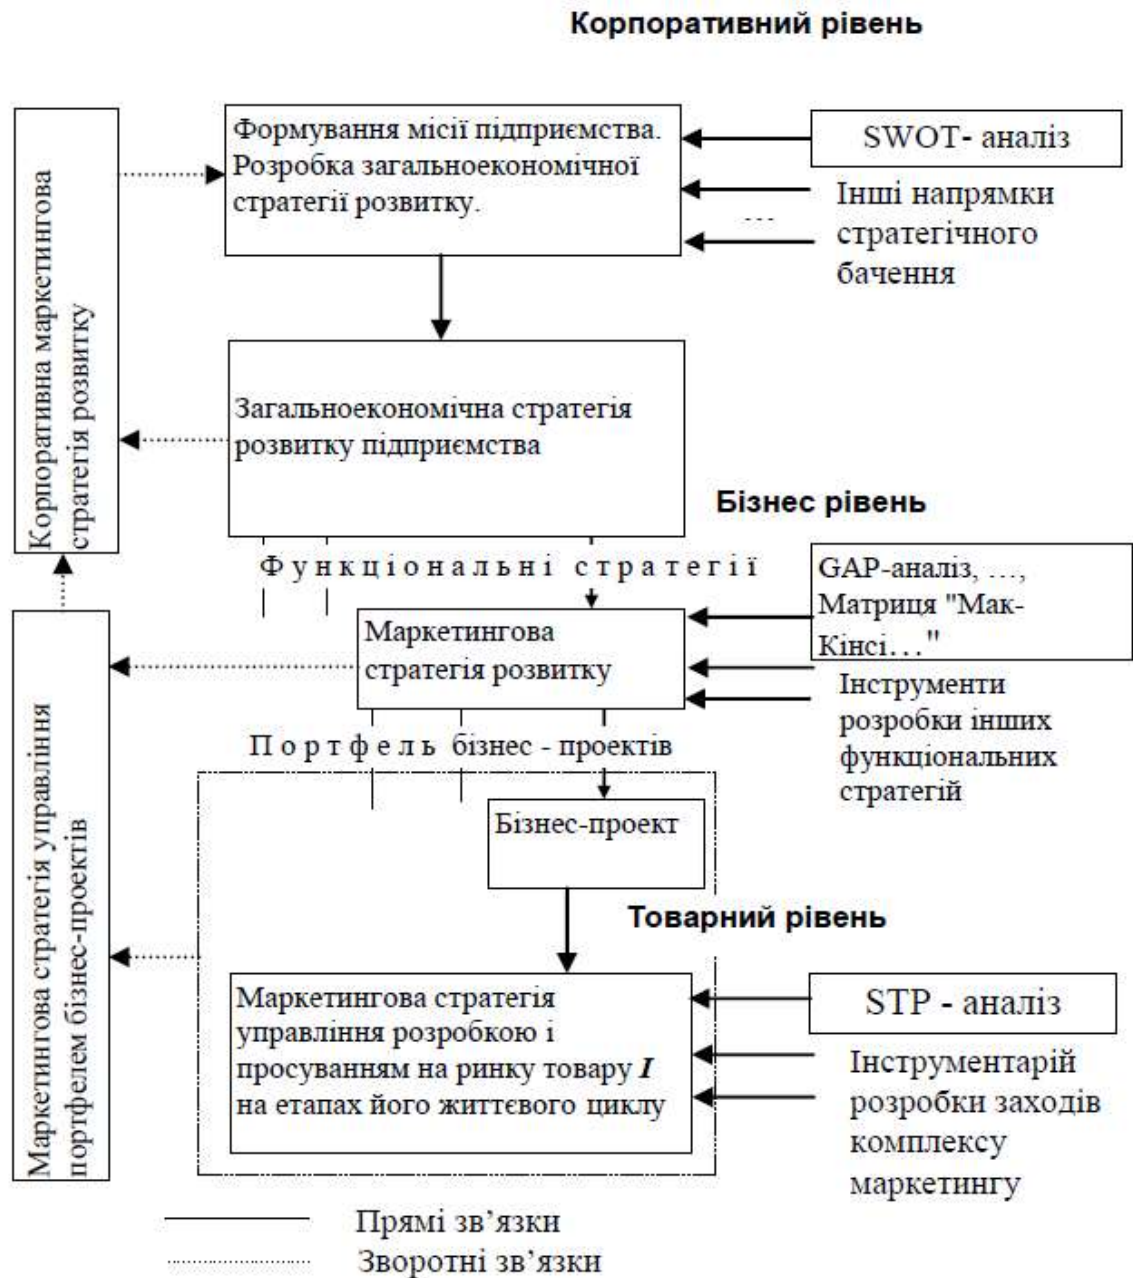 Корпоративний рівень
Формування місії підприємства.
Розробка загальноекономічної
стратегії розвитку.
SWOT- аналіз
Інші напрямки
стратегічного
бачення
...
Корпоративна маркетингова
стратегія розвитку
Загальноекономічна стратегія
розвитку підприємства
Бізнес рівень
Функціональні стратегії
GAP-аналіз, …,
Матриця "Мак-
Кінсі…"
Маркетингова
стратегія розвитку
Інструменти
розробки інших
функціональних
стратегій
Портфель бізнес - проектів
Бізнес-проект
Маркетингова стратегія управління
портфелем бізнес-проектів
Товарний рівень
Маркетингова стратегія
управління розробкою і
просуванням на ринку товару I
на етапах його життєвого циклу
STP - аналіз
Інструментарій
розробки заходів
комплексу
маркетингу
Прямі зв’язки
Зворотні зв’язки